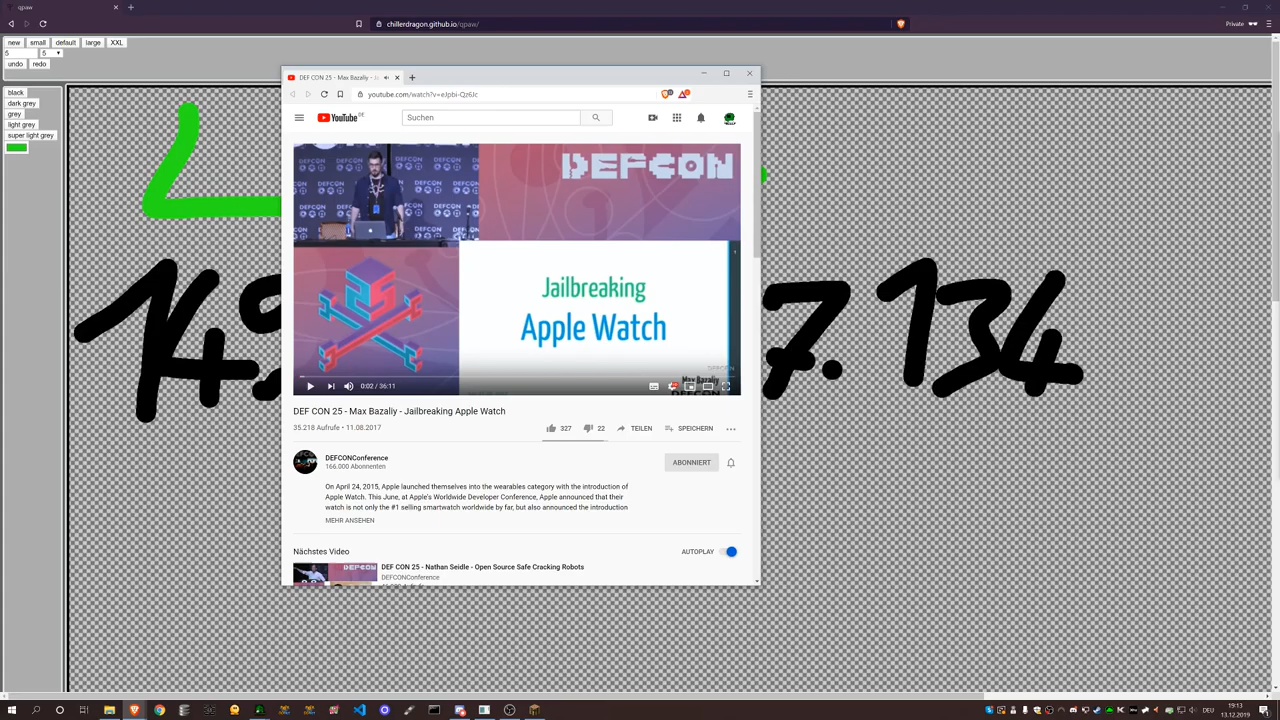 qpaw
chillerdragon.github.io/qpaw/
Private
new small default large XXL
5 5
undo redo
black
dark grey
grey
light grey
super light grey
DEF CON 25 - Max Bazaliy - Ja
youtube.com/watch?v=eJpbi-Qz6Jc
YouTube DE
Suchen
DEFCON
25
Jailbreaking
Apple Watch
Max Bazaliy
0:02 / 36:11
DEF CON 25 - Max Bazaliy - Jailbreaking Apple Watch
35.218 Aufrufe • 11.08.2017
327 22 TEILEN SPEICHERN
DEFCONConference
166.000 Abonnenten
ABONNIERT
On April 24, 2015, Apple launched themselves into the wearables category with the introduction of
Apple Watch. This June, at Apple's Worldwide Developer Conference, Apple announced that their
watch is not only the #1 selling smartwatch worldwide by far, but also announced the introduction
MEHR ANSEHEN
Nächstes Video
AUTOPLAY
DEF CON 25 - Nathan Seidle - Open Source Safe Cracking Robots
DEFCONConference
14.9 7.134
DEU
19:13
13.12.2019